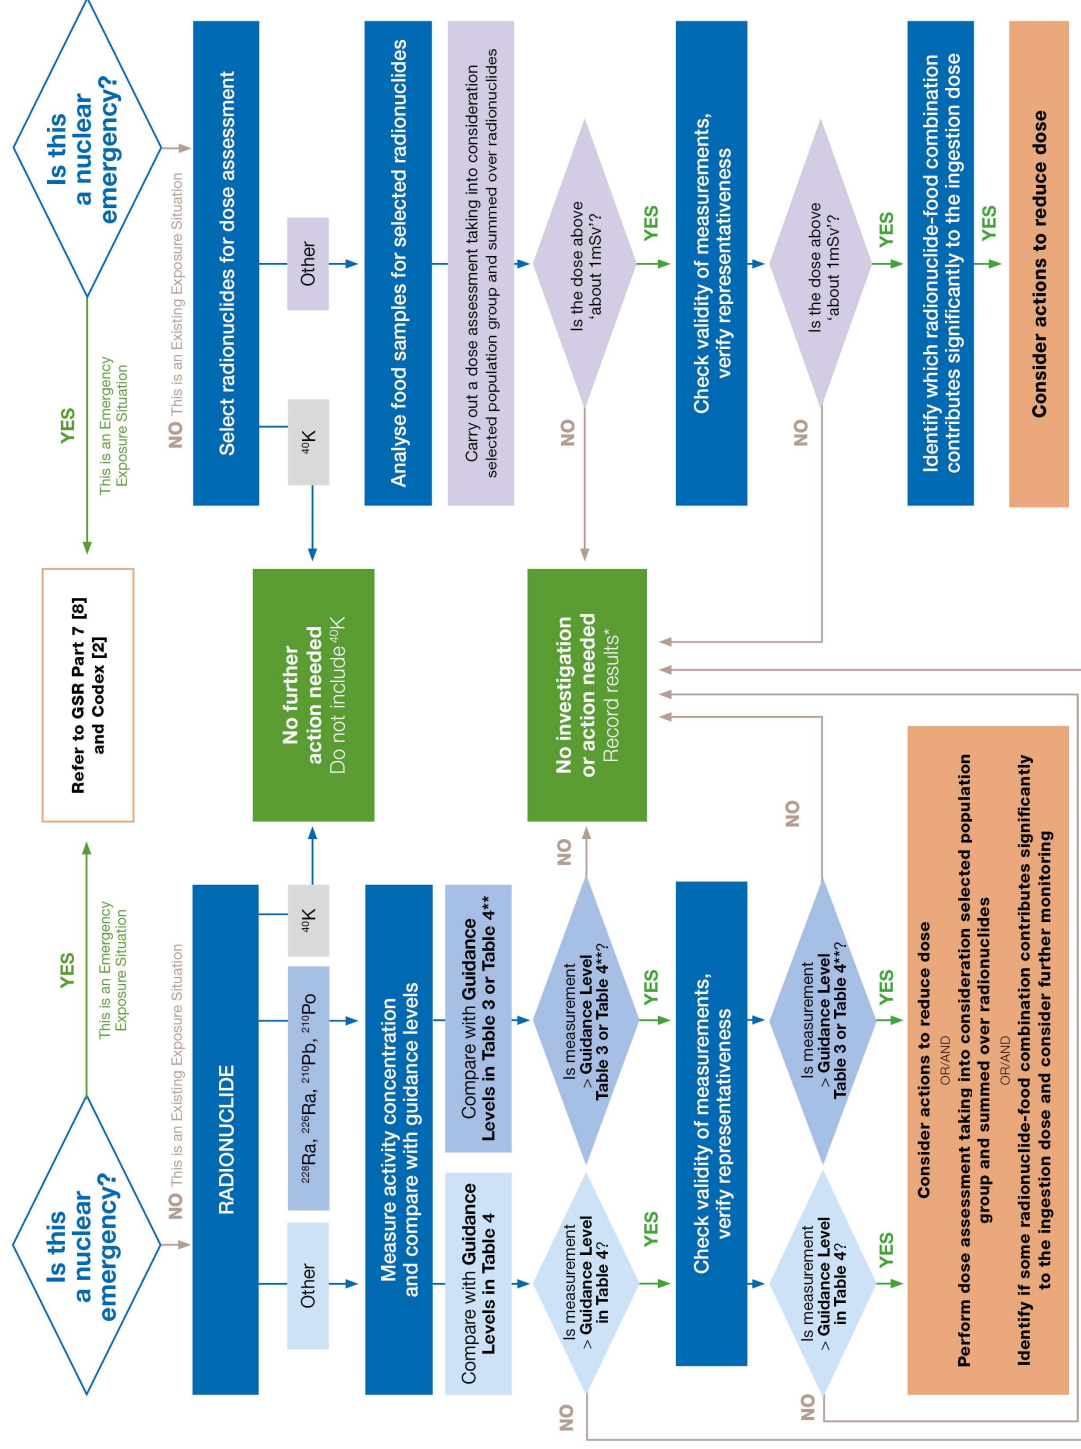 Is this
a nuclear
emergency?
YES
This is an Emergency
Exposure Situation
NO This is an Existing Exposure Situation
Refer to GSR Part 7 [8]
and Codex [2]
RADIONUCLIDE
Other
²²⁸Ra, ²²⁶Ra, ²¹⁰Pb, ²¹⁰Po
⁴⁰K
No further
action needed
Do not include ⁴⁰K
Measure activity concentration
and compare with guidance levels
Compare with Guidance
Levels in Table 4
Compare with Guidance
Levels in Table 3 or Table 4**
Is measurement
> Guidance Level
in Table 4?
NO
YES
Is measurement
> Guidance Level
Table 3 or Table 4**?
NO
YES
No investigation
or action needed
Record results*
Check validity of measurements,
verify representativeness
Is measurement
> Guidance Level
in Table 4?
NO
YES
Is measurement
> Guidance Level
Table 3 or Table 4**?
NO
YES
Consider actions to reduce dose
OR/AND
Perform dose assessment taking into consideration selected population
group and summed over radionuclides
OR/AND
Identify if some radionuclide-food combination contributes significantly
to the ingestion dose and consider further monitoring
Is this
a nuclear
emergency?
YES
This is an Emergency
Exposure Situation
NO This is an Existing Exposure Situation
Select radionuclides for dose assessment
⁴⁰K
Other
Analyse food samples for selected radionuclides
Carry out a dose assessment taking into consideration
selected population group and summed over radionuclides
Is the dose above
‘about 1mSv’?
NO
YES
Check validity of measurements,
verify representativeness
Is the dose above
‘about 1mSv’?
NO
YES
Identify which radionuclide-food combination
contributes significantly to the ingestion dose
YES
Consider actions to reduce dose